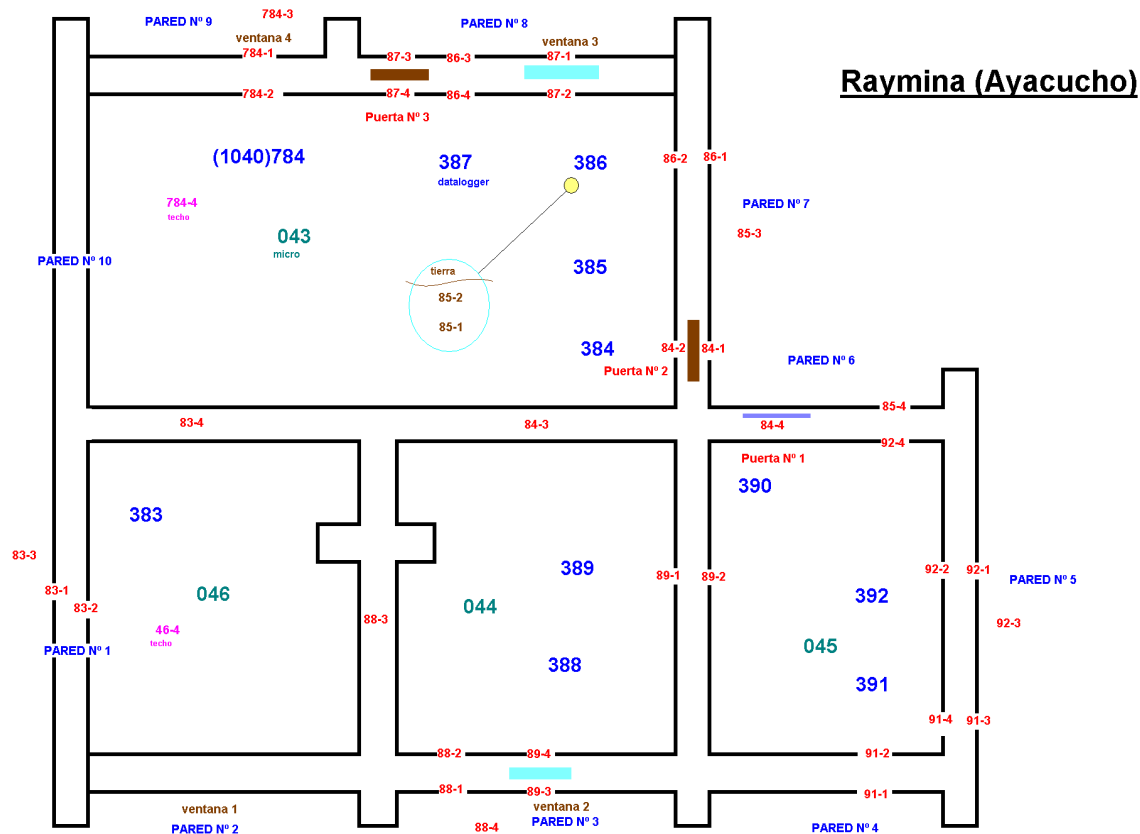 784-3
PARED Nº 9
PARED Nº 8
ventana 4
ventana 3
784-1
87-3
86-3
87-1
Raymina (Ayacucho)
784-2
87-4
86-4
87-2
Puerta Nº 3
(1040)784
387
datalogger
386
86-2
86-1
784-4
techo
PARED Nº 7
85-3
043
micro
PARED Nº 10
tierra
85-2
85-1
385
384
84-2
84-1
Puerta Nº 2
PARED Nº 6
85-4
83-4
84-3
84-4
92-4
Puerta Nº 1
390
383
83-3
83-1
83-2
046
389
044
89-1
89-2
92-2
92-1
PARED Nº 5
392
88-3
46-4
techo
92-3
045
PARED Nº 1
388
391
91-4
91-3
88-2
89-4
91-2
88-1
89-3
91-1
ventana 1
ventana 2
PARED Nº 2
88-4
PARED Nº 3
PARED Nº 4